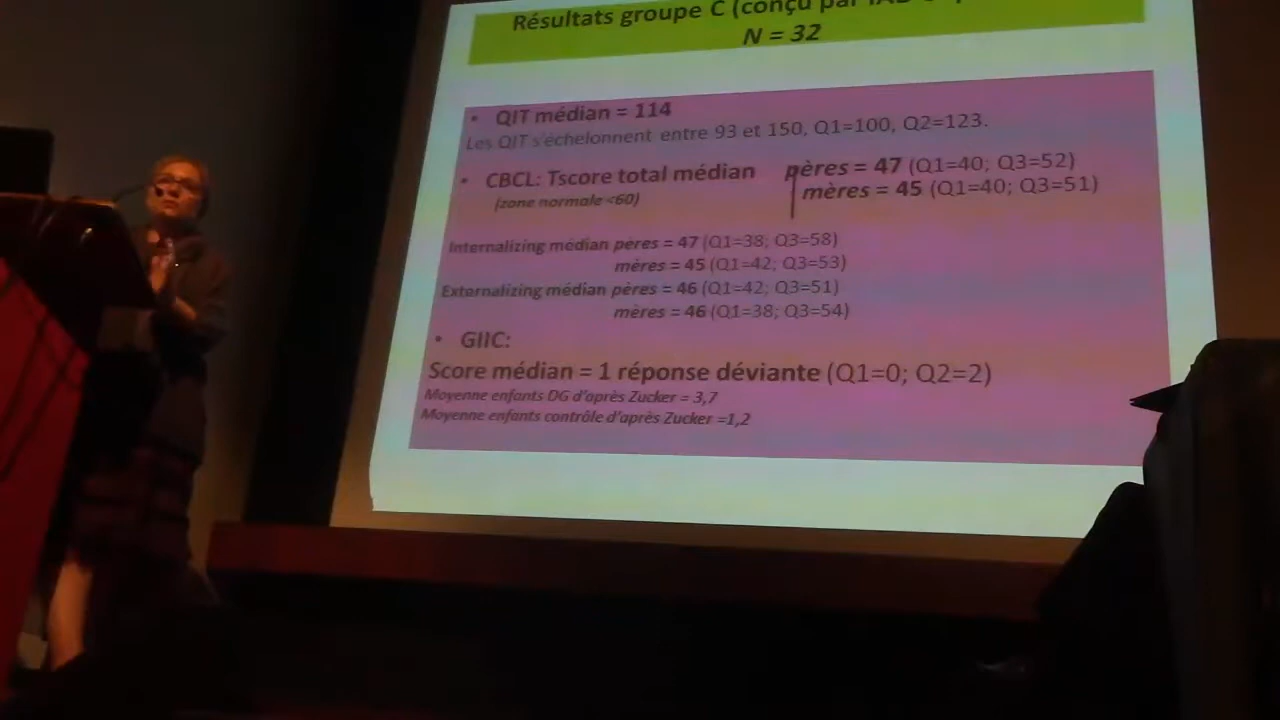 Résultats groupe C (conçu par IAD
N = 32
• QIT médian = 114
Les QIT s'échelonnent entre 93 et 150, Q1=100, Q2=123.
• CBCL: Tscore total médian pères = 47 (Q1=40; Q3=52)
(zone normale <60) mères = 45 (Q1=40; Q3=51)
Internalizing médian pères = 47 (Q1=38; Q3=58)
mères = 45 (Q1=42; Q3=53)
Externalizing médian pères = 46 (Q1=42; Q3=51)
mères = 46 (Q1=38; Q3=54)
• GIIC:
Score médian = 1 réponse déviante (Q1=0; Q2=2)
Moyenne enfants DG d'après Zucker = 3,7
Moyenne enfants contrôle d'après Zucker =1,2